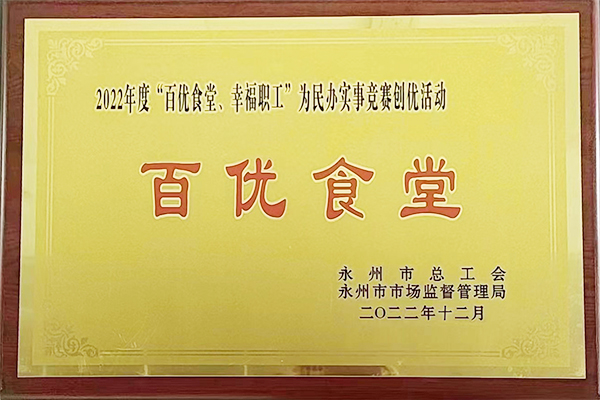 2022年度“百优食堂、幸福职工”为民办实事竞赛创优活动
百优食堂
永州市总工会
永州市市场监督管理局
二〇二二年十二月